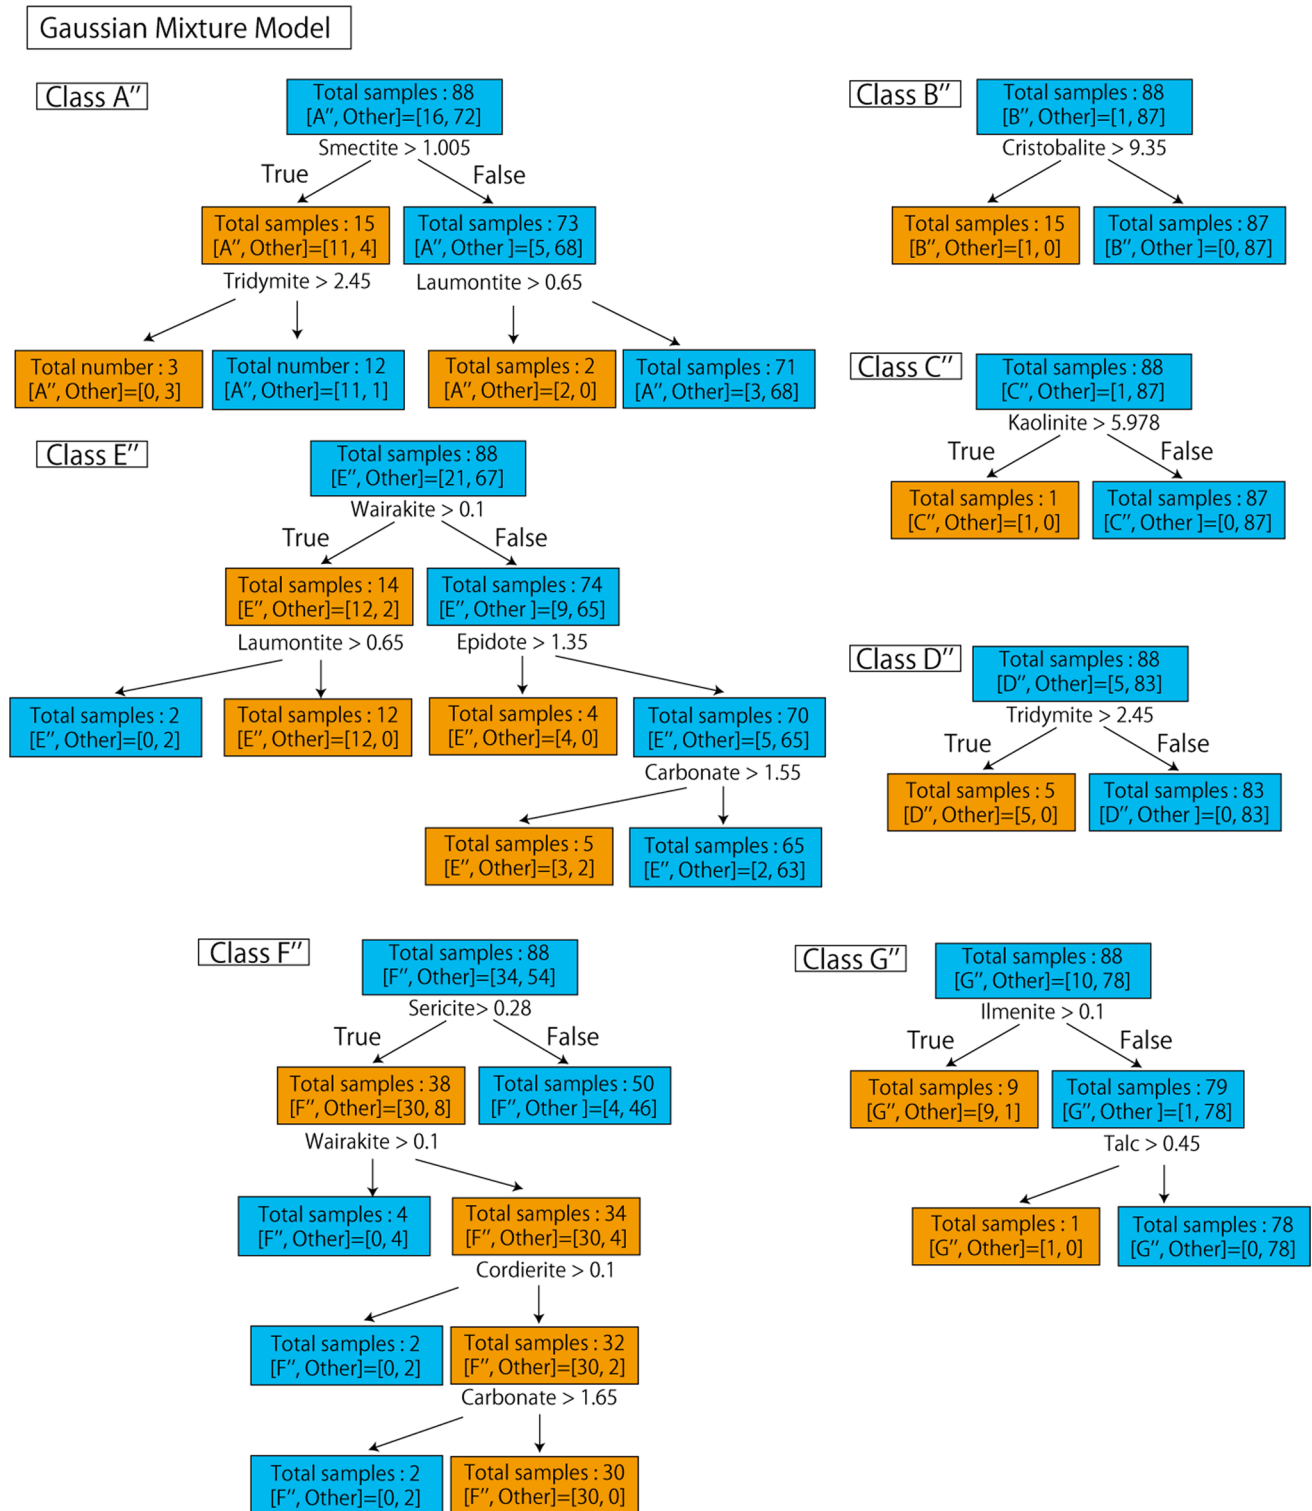 Gaussian Mixture Model
Class A″
Total samples : 88
[A″, Other]=[16, 72]
Smectite > 1.005
True
False
Total samples : 15
[A″, Other]=[11, 4]
Total samples : 73
[A″, Other ]=[5, 68]
Tridymite > 2.45
Laumontite > 0.65
Total number : 3
[A″, Other]=[0, 3]
Total number : 12
[A″, Other]=[11, 1]
Total samples : 2
[A″, Other]=[2, 0]
Total samples : 71
[A″, Other]=[3, 68]
Class B″
Total samples : 88
[B″, Other]=[1, 87]
Cristobalite > 9.35
Total samples : 15
[B″, Other]=[1, 0]
Total samples : 87
[B″, Other ]=[0, 87]
Class C″
Total samples : 88
[C″, Other]=[1, 87]
Kaolinite > 5.978
True
False
Total samples : 1
[C″, Other]=[1, 0]
Total samples : 87
[C″, Other ]=[0, 87]
Class E″
Total samples : 88
[E″, Other]=[21, 67]
Wairakite > 0.1
True
False
Total samples : 14
[E″, Other]=[12, 2]
Total samples : 74
[E″, Other ]=[9, 65]
Laumontite > 0.65
Epidote > 1.35
Total samples : 2
[E″, Other]=[0, 2]
Total samples : 12
[E″, Other]=[12, 0]
Total samples : 4
[E″, Other]=[4, 0]
Total samples : 70
[E″, Other]=[5, 65]
Carbonate > 1.55
Total samples : 5
[E″, Other]=[3, 2]
Total samples : 65
[E″, Other]=[2, 63]
Class D″
Total samples : 88
[D″, Other]=[5, 83]
Tridymite > 2.45
True
False
Total samples : 5
[D″, Other]=[5, 0]
Total samples : 83
[D″, Other ]=[0, 83]
Class F″
Total samples : 88
[F″, Other]=[34, 54]
Sericite> 0.28
True
False
Total samples : 38
[F″, Other]=[30, 8]
Total samples : 50
[F″, Other ]=[4, 46]
Wairakite > 0.1
Total samples : 4
[F″, Other]=[0, 4]
Total samples : 34
[F″, Other]=[30, 4]
Cordierite > 0.1
Total samples : 2
[F″, Other]=[0, 2]
Total samples : 32
[F″, Other]=[30, 2]
Carbonate > 1.65
Total samples : 2
[F″, Other]=[0, 2]
Total samples : 30
[F″, Other]=[30, 0]
Class G″
Total samples : 88
[G″, Other]=[10, 78]
Ilmenite > 0.1
True
False
Total samples : 9
[G″, Other]=[9, 1]
Total samples : 79
[G″, Other ]=[1, 78]
Talc > 0.45
Total samples : 1
[G″, Other]=[1, 0]
Total samples : 78
[G″, Other]=[0, 78]